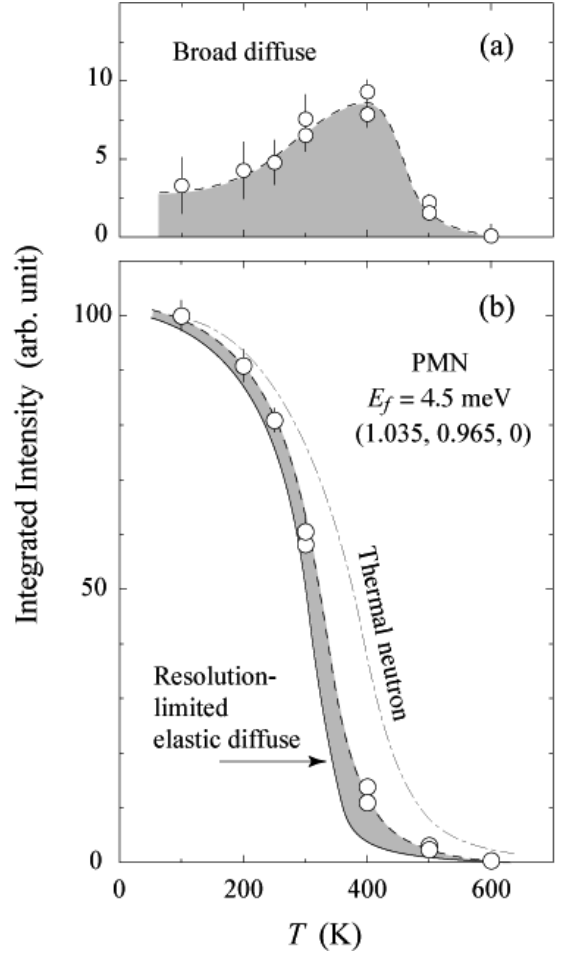 (a)
Broad diffuse
10
5
0
Integrated Intensity (arb. unit)
(b)
100
PMN
E_f = 4.5 meV
(1.035, 0.965, 0)
50
Thermal neutron
Resolution-
limited
elastic diffuse
0
0 200 400 600
T (K)